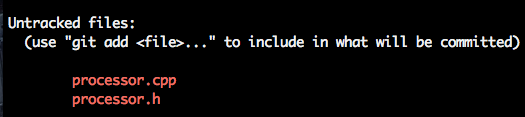 Untracked files:
(use "git add <file>..." to include in what will be committed)
processor.cpp
processor.h